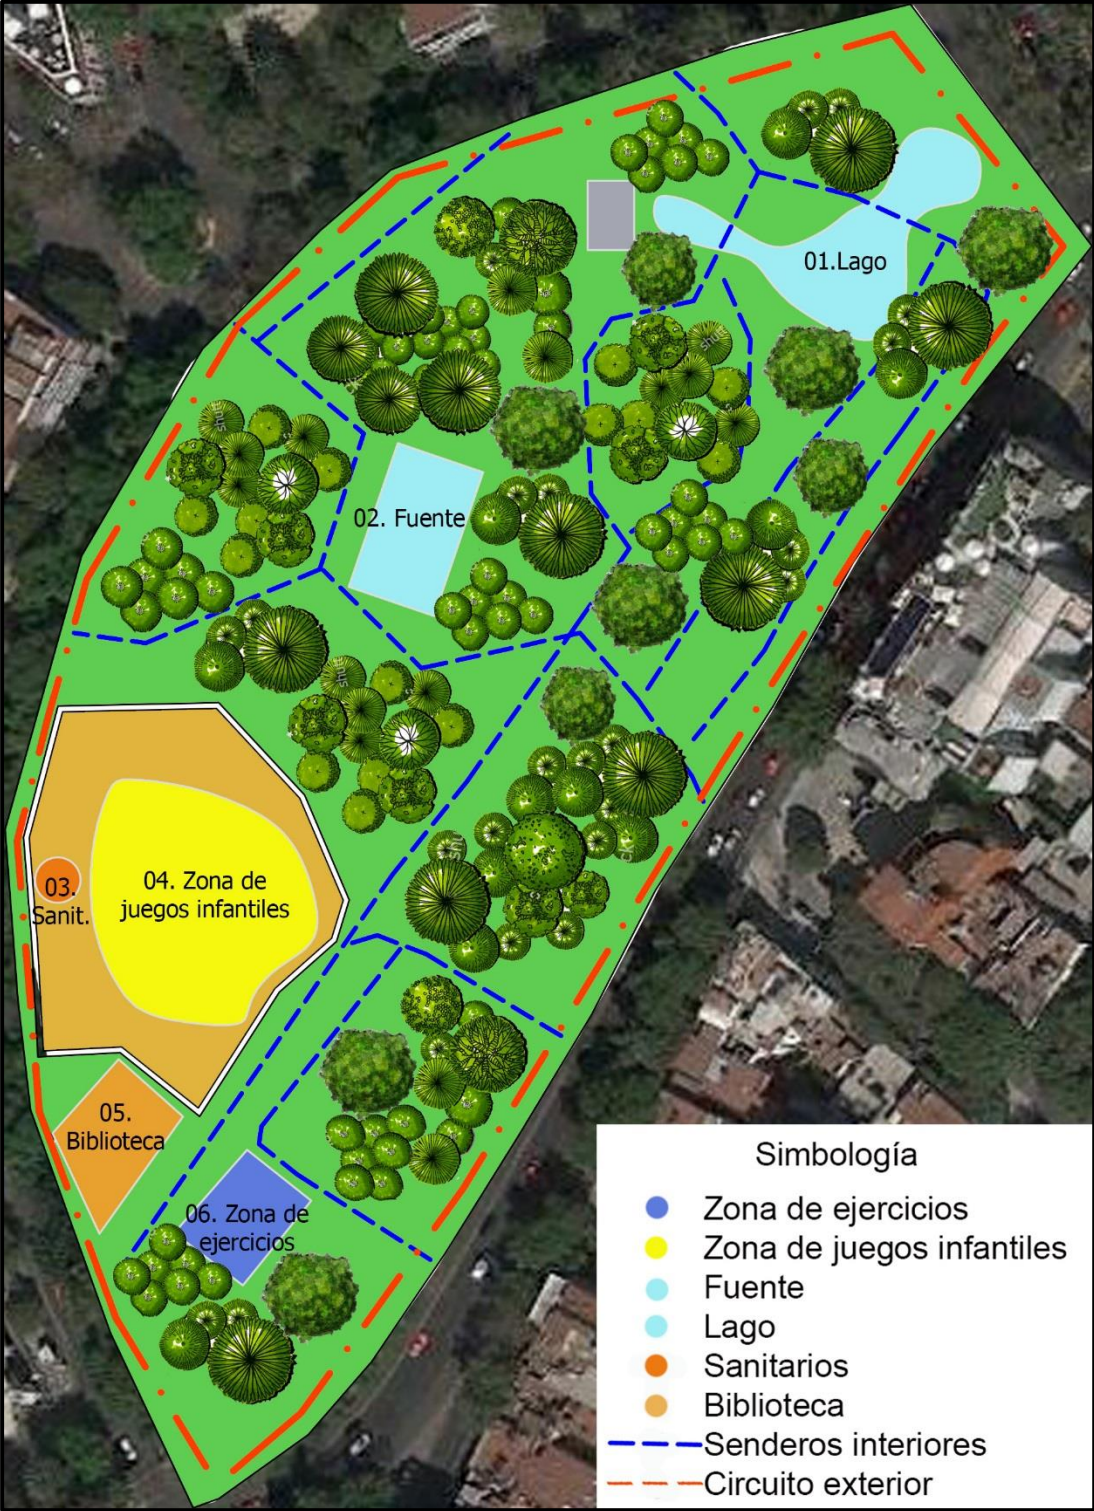 01.Lago
02. Fuente
03.
Sanit.
04. Zona de
juegos infantiles
05.
Biblioteca
06. Zona de
ejercicios
Simbología
Zona de ejercicios
Zona de juegos infantiles
Fuente
Lago
Sanitarios
Biblioteca
Senderos interiores
Circuito exterior